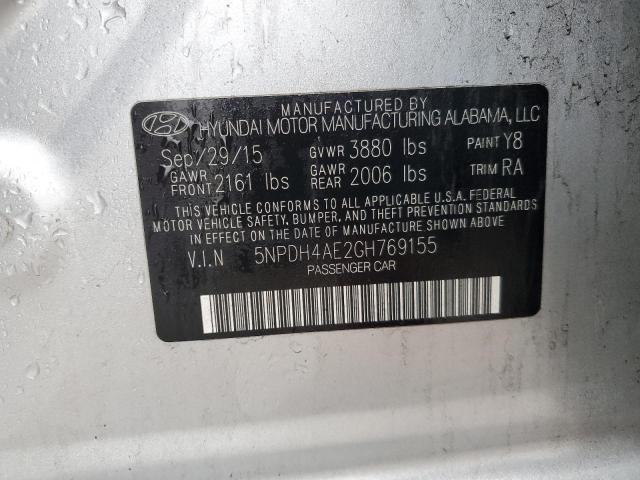 MANUFACTURED BY
HYUNDAI MOTOR MANUFACTURING ALABAMA, LLC
Sep/29/15 GVWR 3880 lbs PAINT Y8
GAWR FRONT 2161 lbs GAWR REAR 2006 lbs TRIM RA
THIS VEHICLE CONFORMS TO ALL APPLICABLE U.S.A. FEDERAL
MOTOR VEHICLE SAFETY, BUMPER, AND THEFT PREVENTION STANDARDS
IN EFFECT ON THE DATE OF MANUFACTURE SHOWN ABOVE.
V.I.N 5NPDH4AE2GH769155
PASSENGER CAR